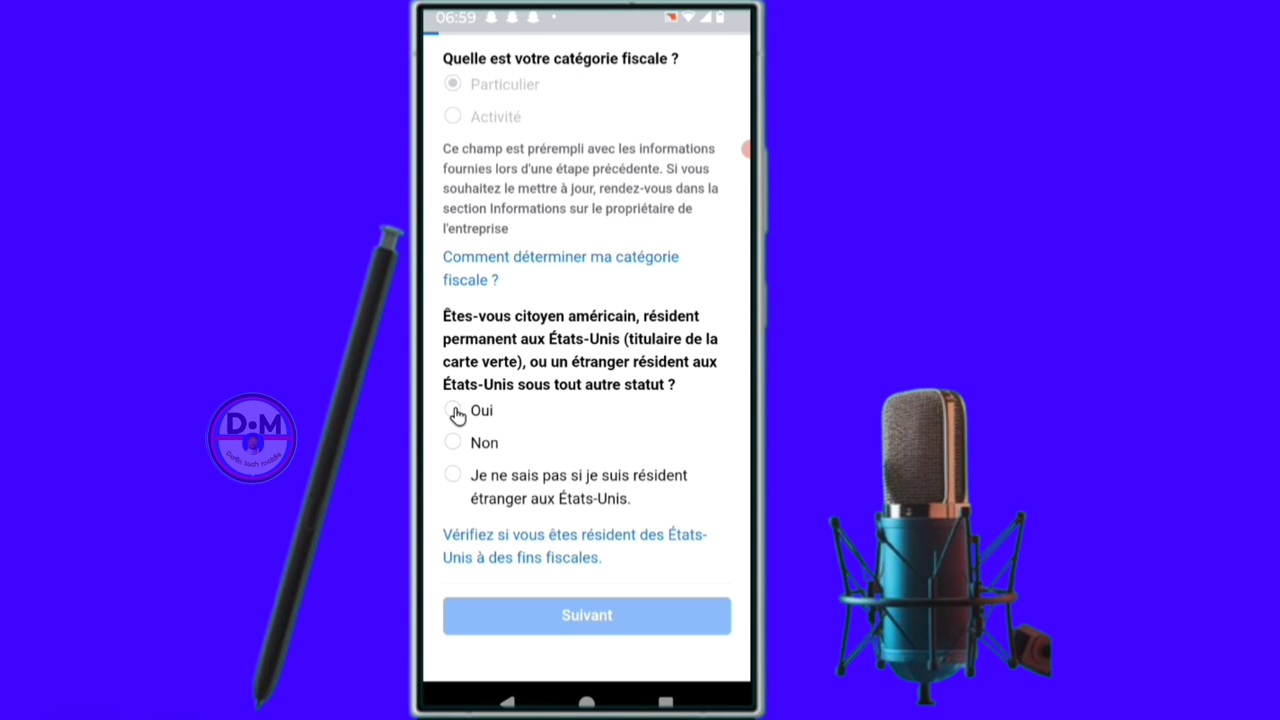 06:59
Quelle est votre catégorie fiscale ?
Particulier
Activité
Ce champ est prérempli avec les informations
fournies lors d'une étape précédente. Si vous
souhaitez le mettre à jour, rendez-vous dans la
section Informations sur le propriétaire de
l'entreprise
Comment déterminer ma catégorie
fiscale ?
Êtes-vous citoyen américain, résident
permanent aux États-Unis (titulaire de la
carte verte), ou un étranger résident aux
États-Unis sous tout autre statut ?
Oui
Non
Je ne sais pas si je suis résident
étranger aux États-Unis.
Vérifiez si vous êtes résident des États-
Unis à des fins fiscales.
Suivant
D•M